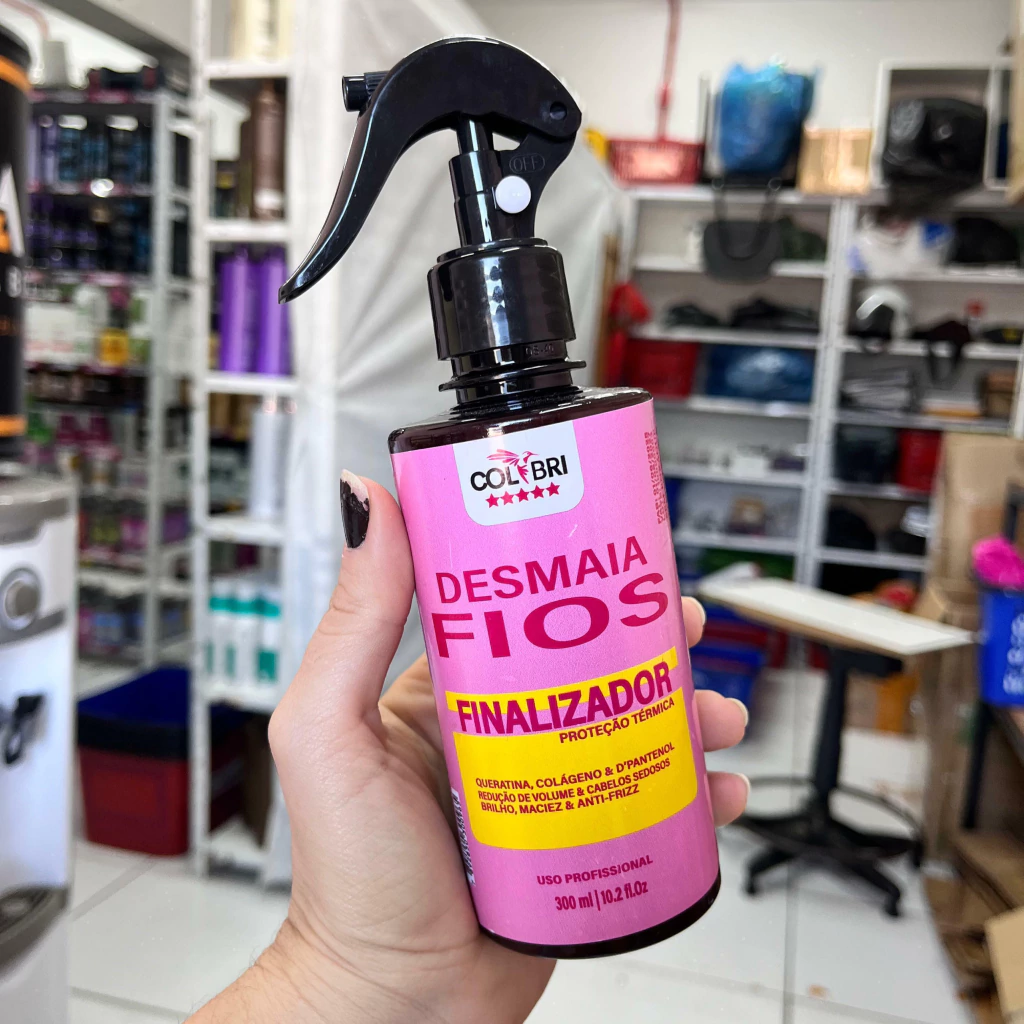 OFF
COLIBRI
DESMAIA
FIOS
FINALIZADOR
PROTEÇÃO TÉRMICA
QUERATINA, COLÁGENO & D'PANTENOL
REDUÇÃO DE VOLUME & CABELOS SEDOSOS
BRILHO, MACIEZ & ANTI-FRIZZ
USO PROFISSIONAL
300 ml | 10.2 fl.Oz